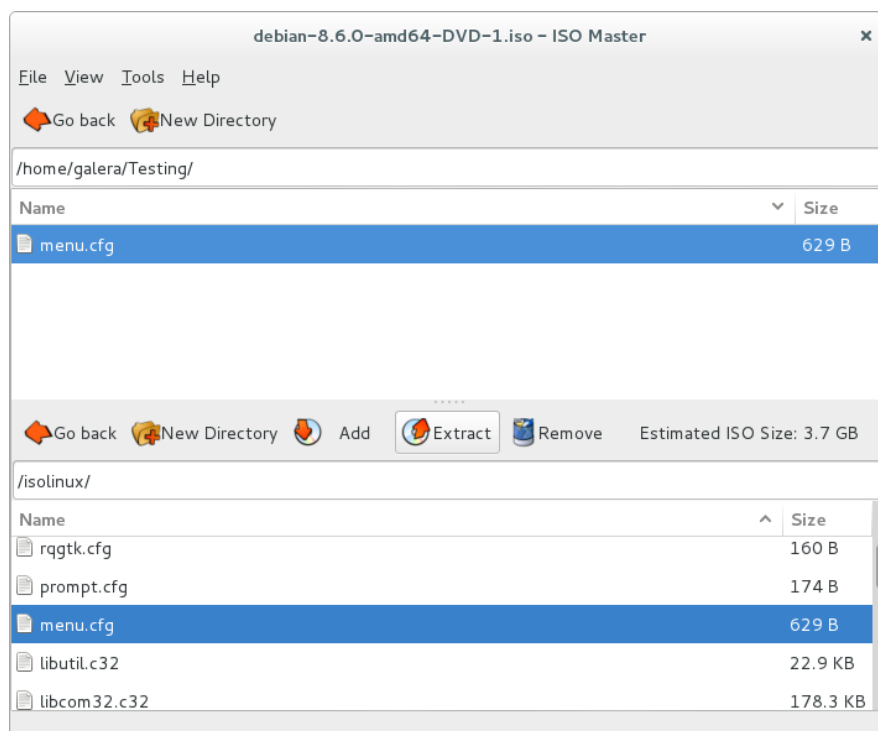 debian-8.6.0-amd64-DVD-1.iso – ISO Master
File View Tools Help
Go back New Directory
/home/galera/Testing/
Name Size
menu.cfg 629 B
Go back New Directory Add Extract Remove Estimated ISO Size: 3.7 GB
/isolinux/
Name Size
rqgtk.cfg 160 B
prompt.cfg 174 B
menu.cfg 629 B
libutil.c32 22.9 KB
libcom32.c32 178.3 KB